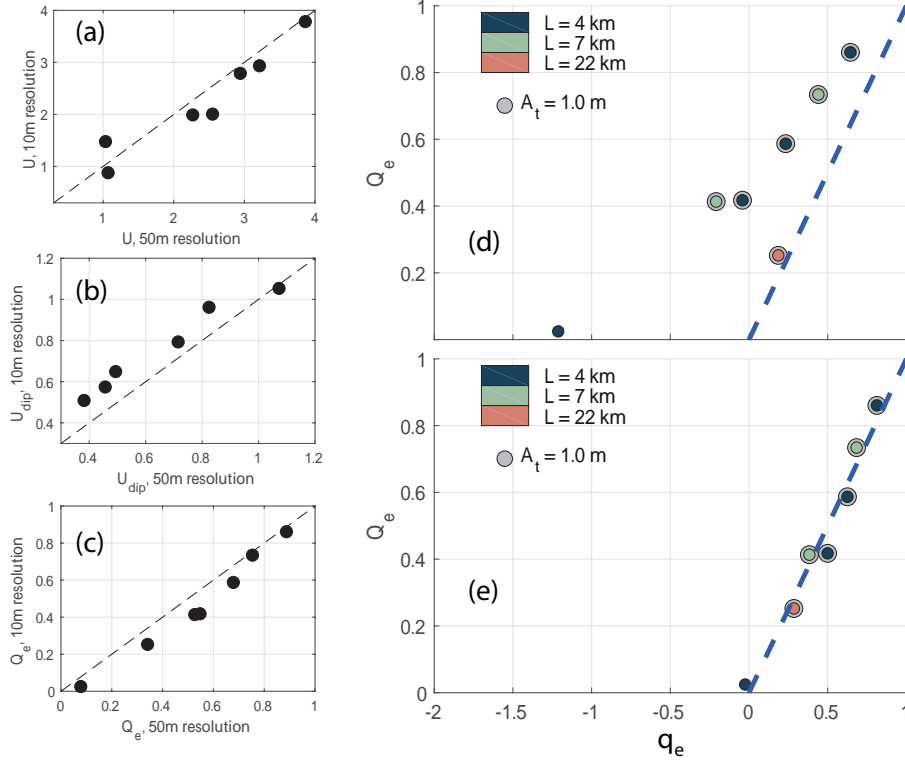 (a)
U, 10m resolution
4
3
2
1
1
2
3
4
U, 50m resolution
(b)
U_dip, 10m resolution
1.2
1
0.8
0.6
0.4
0.4
0.6
0.8
1
1.2
U_dip, 50m resolution
(c)
Q_e, 10m resolution
1
0.8
0.6
0.4
0.2
0
0
0.2
0.4
0.6
0.8
1
Q_e, 50m resolution
(d)
L = 4 km
L = 7 km
L = 22 km
A_t = 1.0 m
Q_e
1
0.8
0.6
0.4
0.2
(e)
L = 4 km
L = 7 km
L = 22 km
A_t = 1.0 m
Q_e
1
0.8
0.6
0.4
0.2
0
-2
-1.5
-1
-0.5
0
0.5
1
q_e